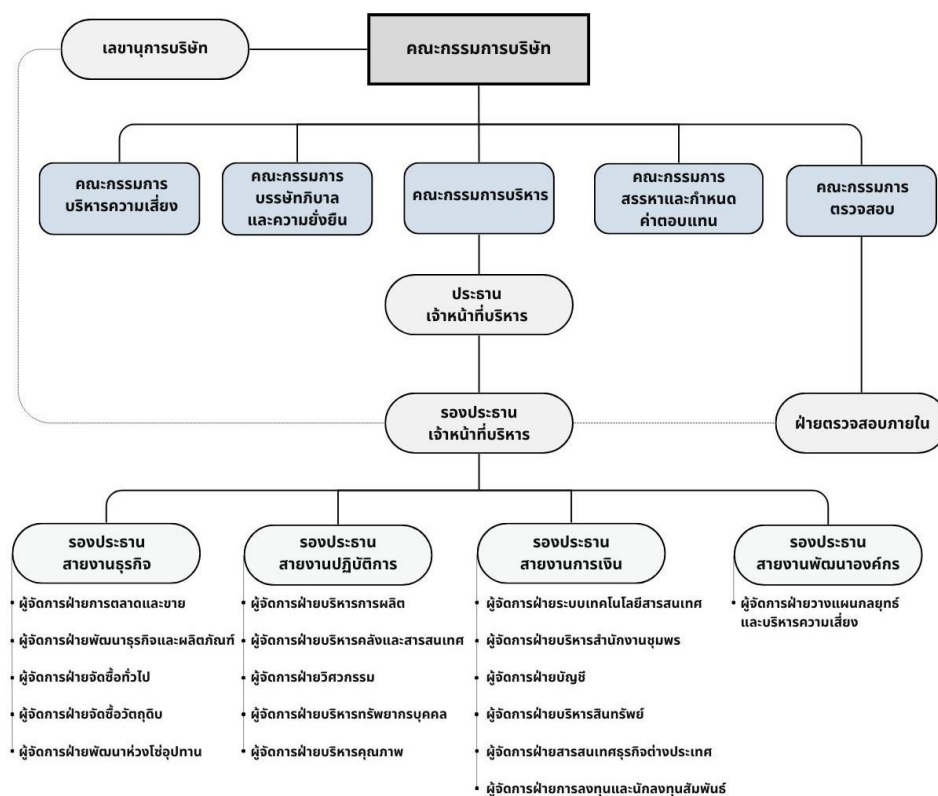 เลขานุการบริษัท
คณะกรรมการบริษัท
คณะกรรมการ
บริหารความเสี่ยง
คณะกรรมการ
บรรษัทภิบาล
และความยั่งยืน
คณะกรรมการบริหาร
คณะกรรมการ
สรรหาและกำหนด
ค่าตอบแทน
คณะกรรมการ
ตรวจสอบ
ประธาน
เจ้าหน้าที่บริหาร
รองประธาน
เจ้าหน้าที่บริหาร
ฝ่ายตรวจสอบภายใน
รองประธาน
สายงานธุรกิจ
• ผู้จัดการฝ่ายการตลาดและขาย
• ผู้จัดการฝ่ายพัฒนาธุรกิจและผลิตภัณฑ์
• ผู้จัดการฝ่ายจัดซื้อทั่วไป
• ผู้จัดการฝ่ายจัดซื้อวัตถุดิบ
• ผู้จัดการฝ่ายพัฒนาห่วงโซ่อุปทาน
รองประธาน
สายงานปฏิบัติการ
• ผู้จัดการฝ่ายบริหารการผลิต
• ผู้จัดการฝ่ายบริหารคลังและสารสนเทศ
• ผู้จัดการฝ่ายวิศวกรรม
• ผู้จัดการฝ่ายบริหารทรัพยากรบุคคล
• ผู้จัดการฝ่ายบริหารคุณภาพ
รองประธาน
สายงานการเงิน
• ผู้จัดการฝ่ายระบบเทคโนโลยีสารสนเทศ
• ผู้จัดการฝ่ายบริหารสำนักงานชุมพร
• ผู้จัดการฝ่ายบัญชี
• ผู้จัดการฝ่ายบริหารสินทรัพย์
• ผู้จัดการฝ่ายสารสนเทศธุรกิจต่างประเทศ
• ผู้จัดการฝ่ายการลงทุนและนักลงทุนสัมพันธ์
รองประธาน
สายงานพัฒนาองค์กร
• ผู้จัดการฝ่ายวางแผนกลยุทธ์
และบริหารความเสี่ยง